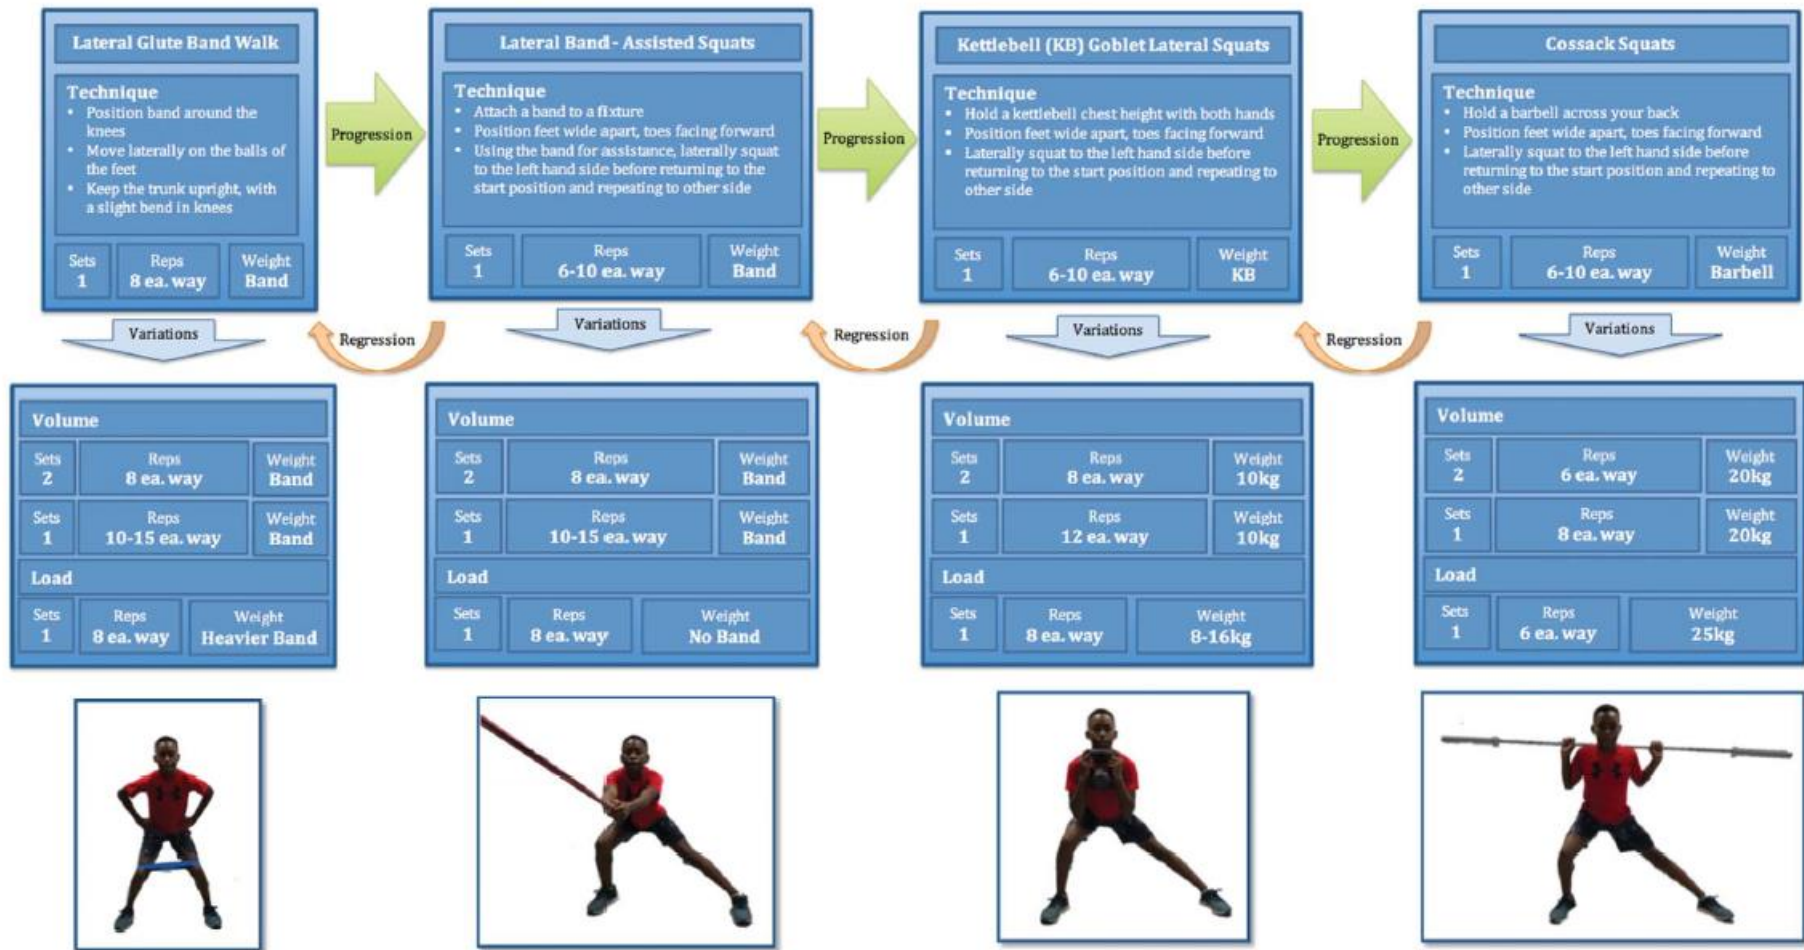 Lateral Glute Band Walk
Technique
• Position band around the
knees
• Move laterally on the balls of
the feet
• Keep the trunk upright, with
a slight bend in knees
Sets
1
Reps
8 ea. way
Weight
Band
Progression
Lateral Band - Assisted Squats
Technique
• Attach a band to a fixture
• Position feet wide apart, toes facing forward
• Using the band for assistance, laterally squat
to the left hand side before returning to the
start position and repeating to other side
Sets
1
Reps
6-10 ea. way
Weight
Band
Progression
Kettlebell (KB) Goblet Lateral Squats
Technique
• Hold a kettlebell chest height with both hands
• Position feet wide apart, toes facing forward
• Laterally squat to the left hand side before
returning to the start position and repeating to
other side
Sets
1
Reps
6-10 ea. way
Weight
KB
Progression
Cossack Squats
Technique
• Hold a barbell across your back
• Position feet wide apart, toes facing forward
• Laterally squat to the left hand side before
returning to the start position and repeating to
other side
Sets
1
Reps
6-10 ea. way
Weight
Barbell
Variations
Regression
Variations
Regression
Variations
Regression
Variations
Volume
Sets
2
Reps
8 ea. way
Weight
Band
Sets
1
Reps
10-15 ea. way
Weight
Band
Load
Sets
1
Reps
8 ea. way
Weight
Heavier Band
Volume
Sets
2
Reps
8 ea. way
Weight
Band
Sets
1
Reps
10-15 ea. way
Weight
Band
Load
Sets
1
Reps
8 ea. way
Weight
No Band
Volume
Sets
2
Reps
8 ea. way
Weight
10kg
Sets
1
Reps
12 ea. way
Weight
10kg
Load
Sets
1
Reps
8 ea. way
Weight
8-16kg
Volume
Sets
2
Reps
6 ea. way
Weight
20kg
Sets
1
Reps
8 ea. way
Weight
20kg
Load
Sets
1
Reps
6 ea. way
Weight
25kg